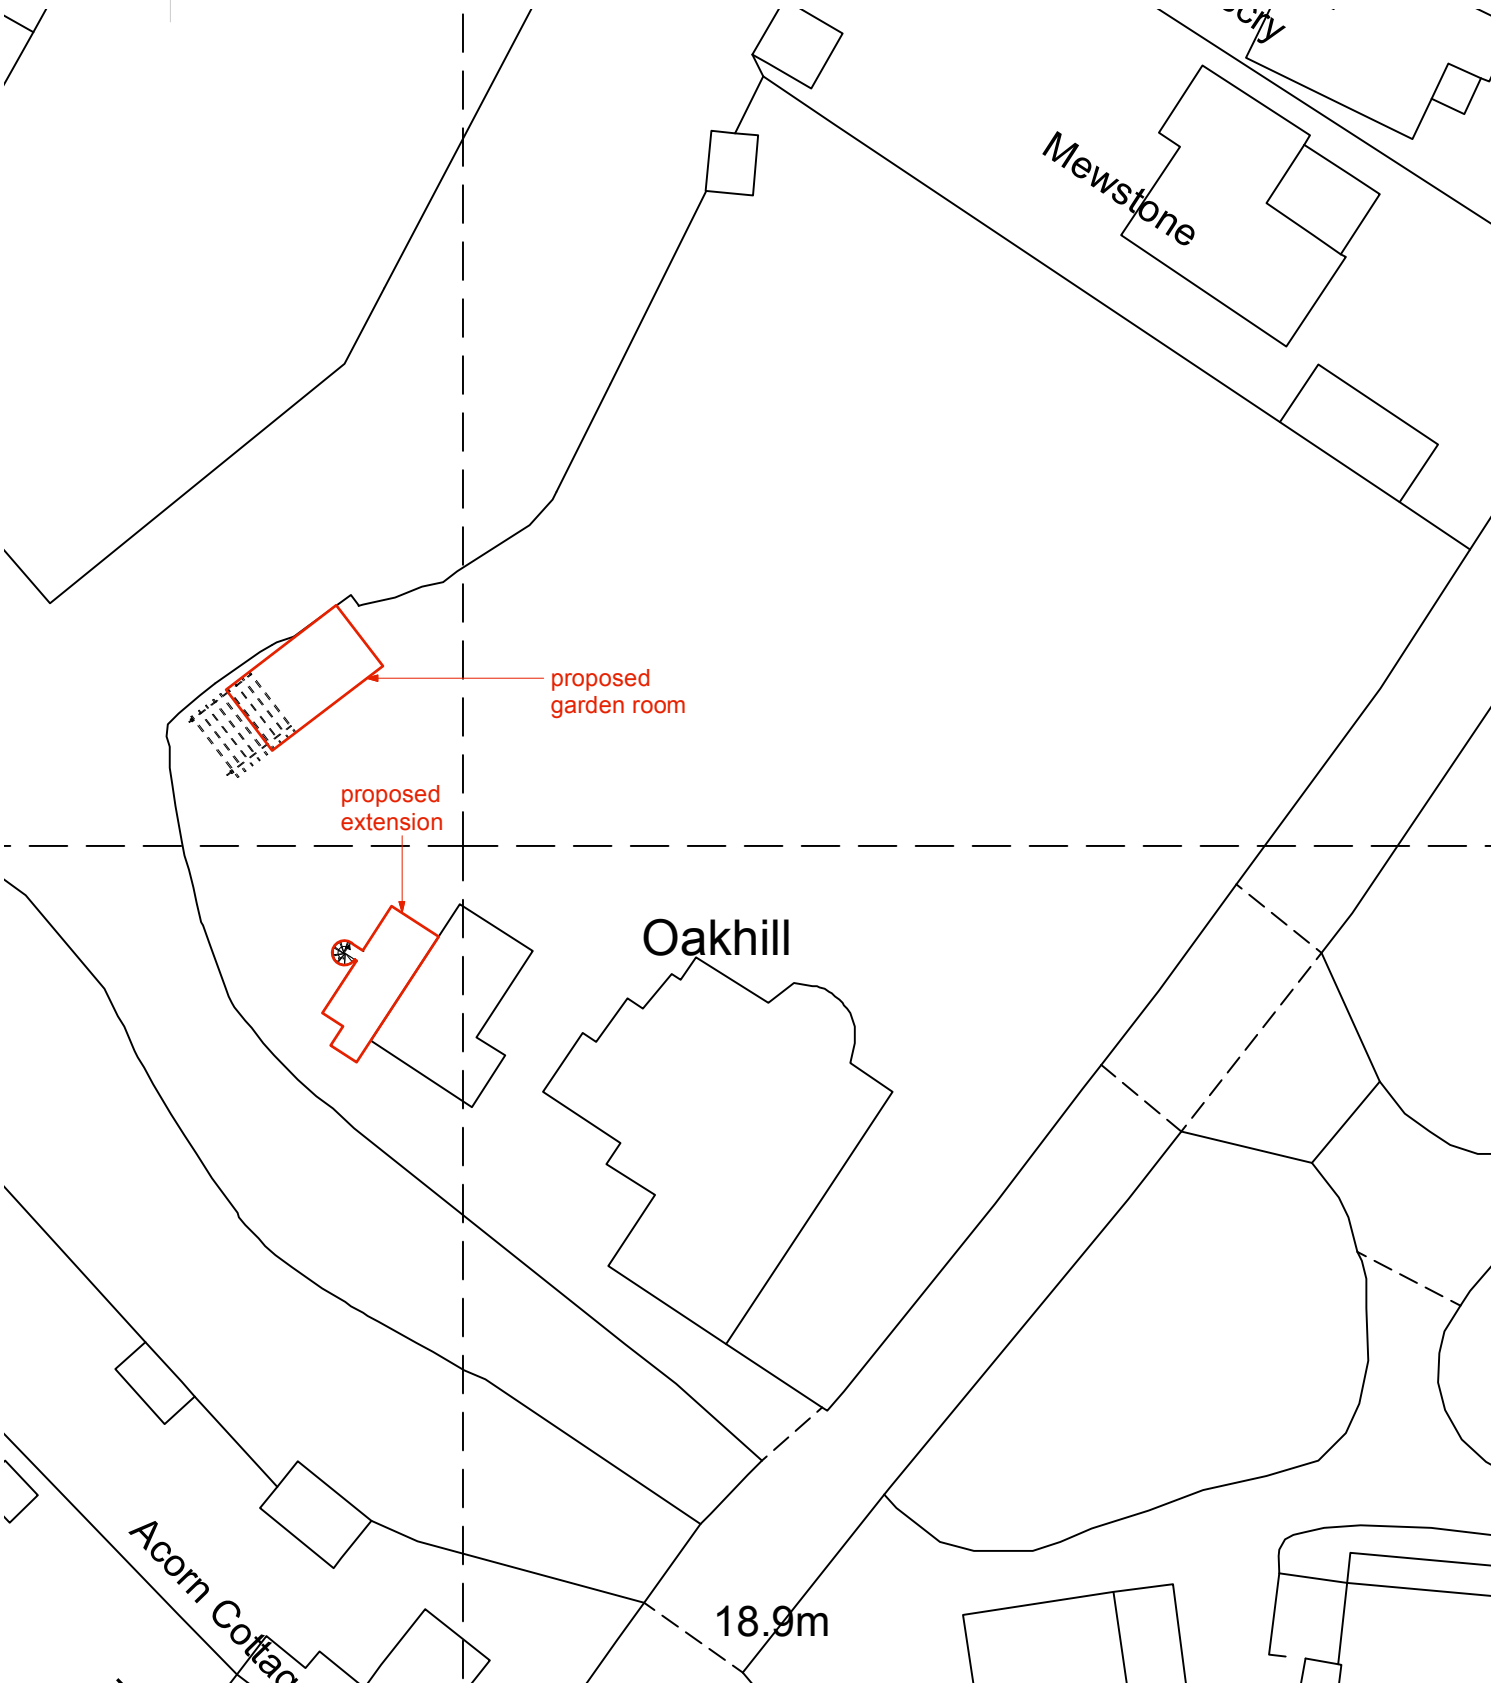 Mewstone
proposed
garden room
proposed
extension
Oakhill
Acorn Cottag
18.9m